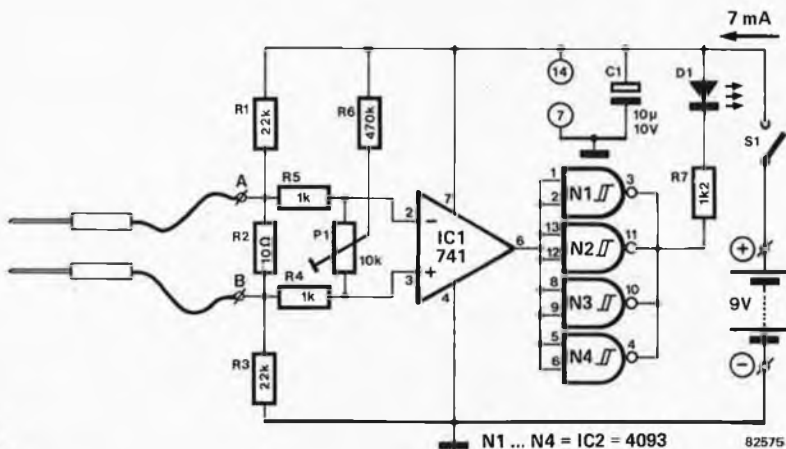 7 mA
R1
22k
R6
470k
14
7
C1
10µ
10V
D1
S1
A
R5
1k
R2
10Ω
P1
10k
2
3
7
4
6
IC1
741
B
R4
1k
R3
22k
1
2
N1
3
13
12
N2
11
8
9
N3
10
5
6
N4
4
R7
1k2
+
9V
−
N1 ... N4 = IC2 = 4093
82575